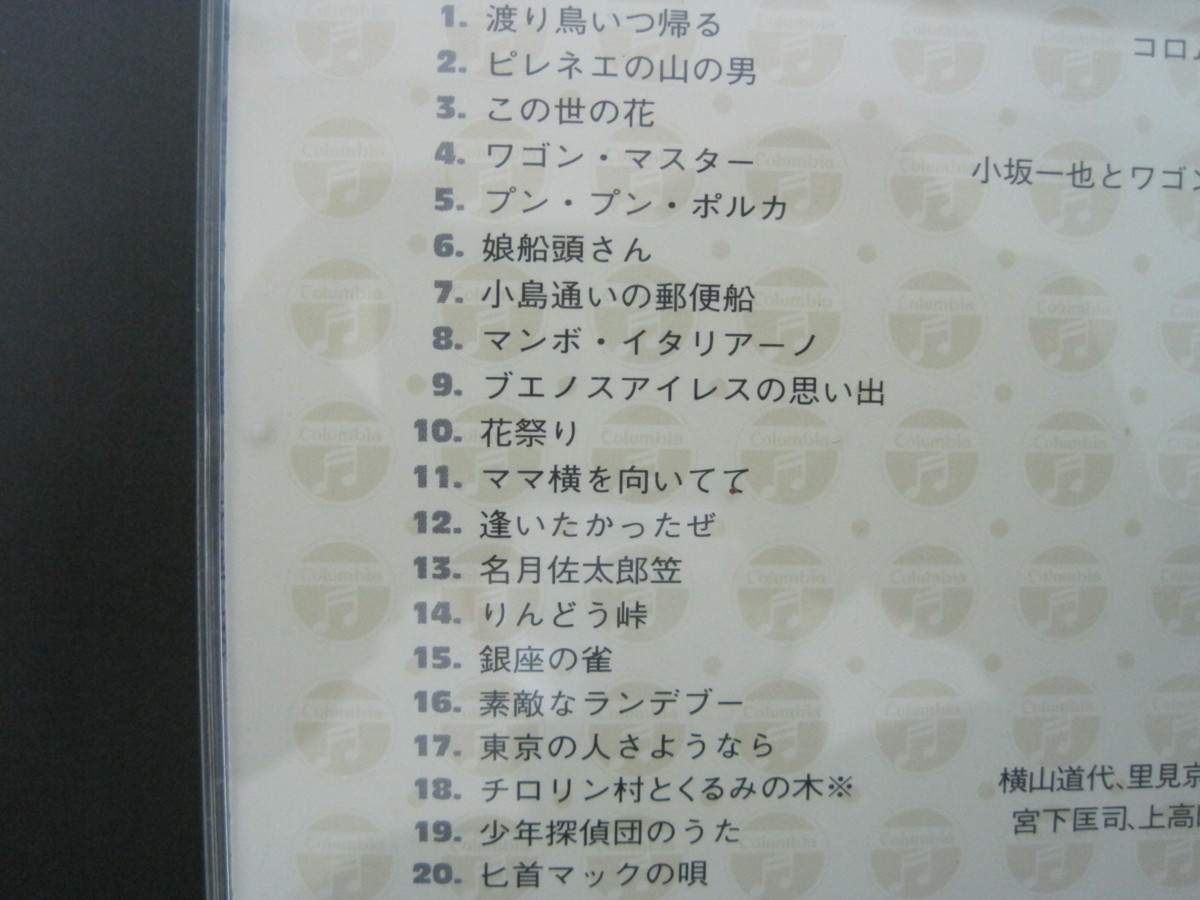 1. 渡り鳥いつ帰る
コロ
2. ピレネエの山の男
3. この世の花
4. ワゴン・マスター
小坂一也とワゴン
5. プン・プン・ポルカ
6. 娘船頭さん
7. 小島通いの郵便船
8. マンボ・イタリアーノ
9. ブエノスアイレスの思い出
10. 花祭り
11. ママ横を向いてて
12. 逢いたかったぜ
13. 名月佐太郎笠
14. りんどう峠
15. 銀座の雀
16. 素敵なランデブー
17. 東京の人さようなら
18. チロリン村とくるみの木※
横山道代、里見京
19. 少年探偵団のうた
宮下匡司、上高
20. 匕首マックの唄
Columbia